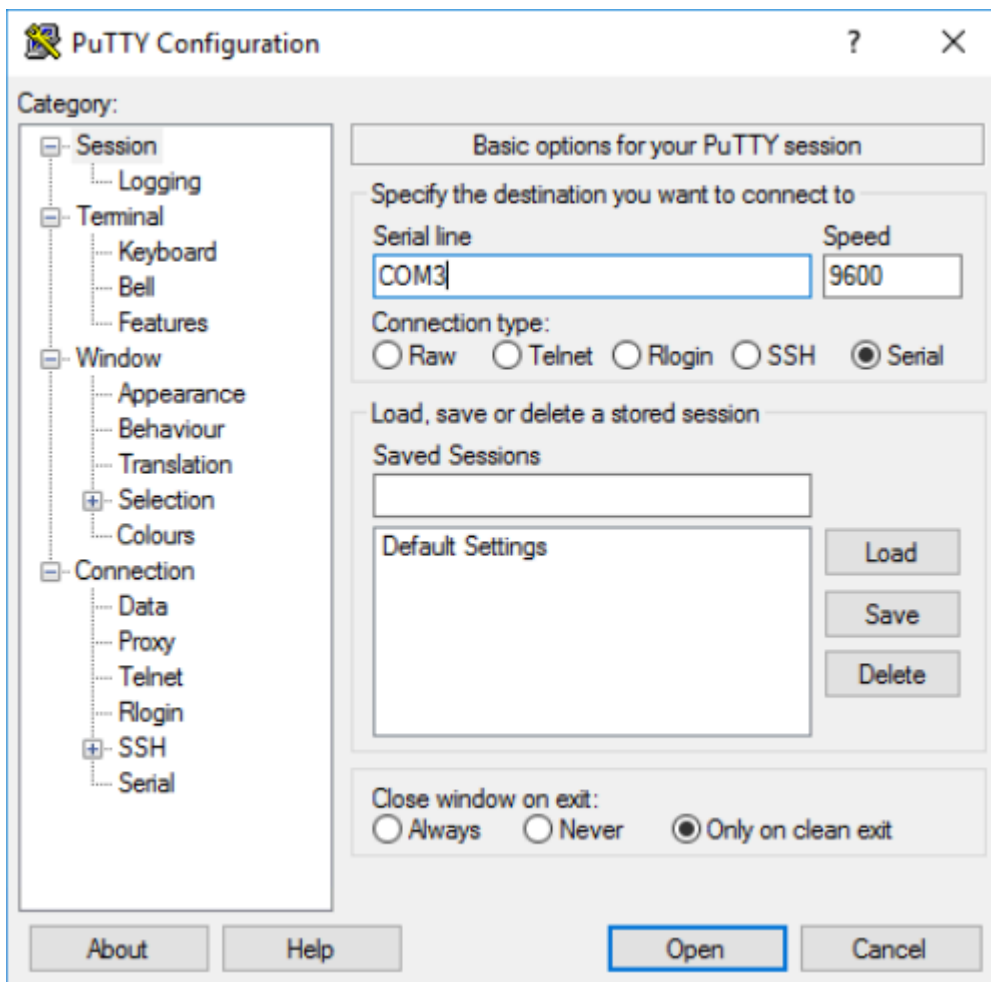 PuTTY Configuration
?
Category:
Session
Logging
Terminal
Keyboard
Bell
Features
Window
Appearance
Behaviour
Translation
Selection
Colours
Connection
Data
Proxy
Telnet
Rlogin
SSH
Serial
Basic options for your PuTTY session
Specify the destination you want to connect to
Serial line Speed
COM3 9600
Connection type:
Raw Telnet Rlogin SSH Serial
Load, save or delete a stored session
Saved Sessions
Default Settings
Load
Save
Delete
Close window on exit:
Always Never Only on clean exit
About Help Open Cancel